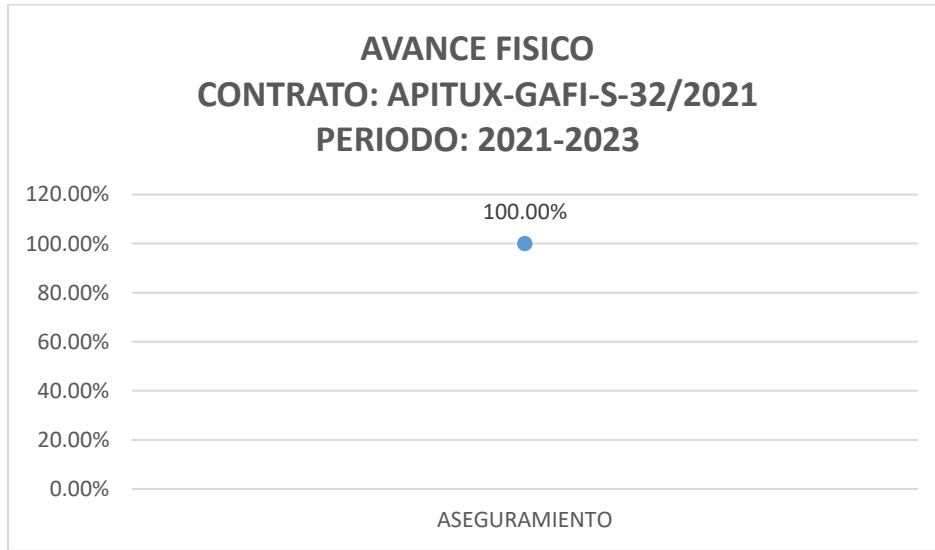 AVANCE FISICO
CONTRATO: APITUX-GAFI-S-32/2021
PERIODO: 2021-2023
120.00%
100.00%
100.00%
80.00%
60.00%
40.00%
20.00%
0.00%
ASEGURAMIENTO